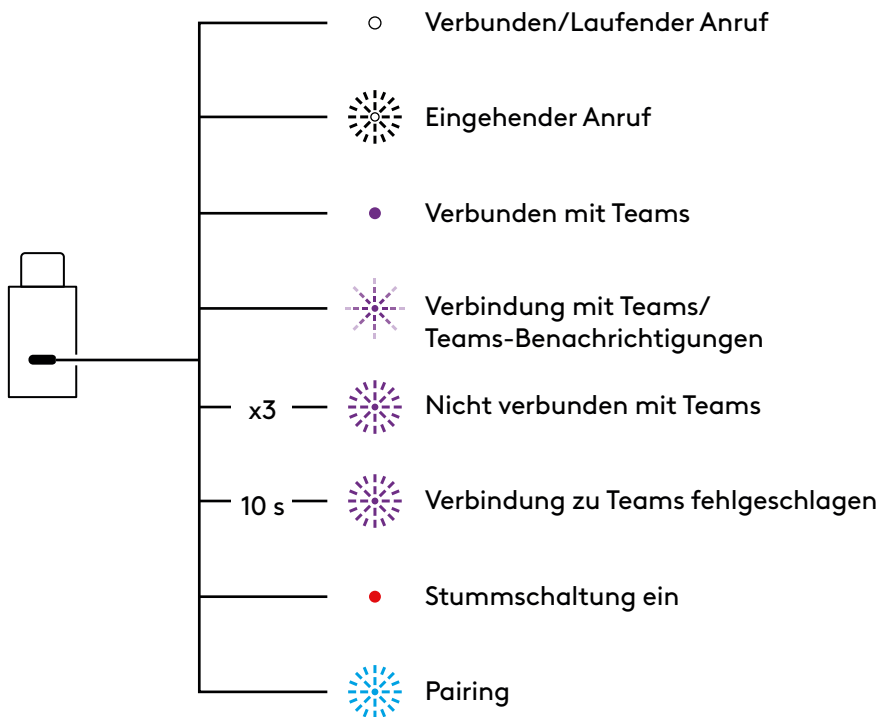 Verbunden/Laufender Anruf
Eingehender Anruf
Verbunden mit Teams
Verbindung mit Teams/
Teams-Benachrichtigungen
x3
Nicht verbunden mit Teams
10 s
Verbindung zu Teams fehlgeschlagen
Stummschaltung ein
Pairing